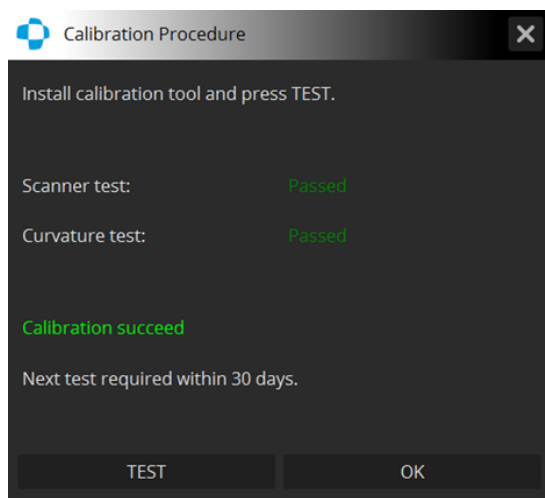 Calibration Procedure
Install calibration tool and press TEST.
Scanner test: Passed
Curvature test: Passed
Calibration succeed
Next test required within 30 days.
TEST OK